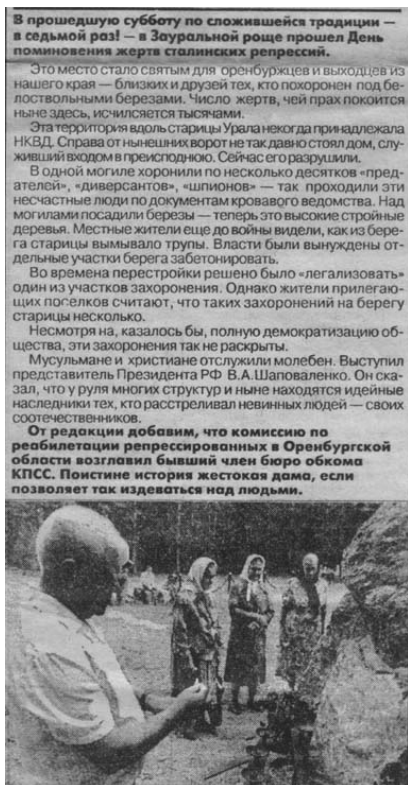 В прошедшую субботу по сложившейся традиции —
в седьмой раз! — в Зауральной роще прошел День
поминовения жертв сталинских репрессий.
Это место стало святым для оренбуржцев и выходцев из
нашего края — близких и друзей тех, кто похоронен под бе-
лоствольными березами. Число жертв, чей прах покоится
ныне здесь, исчисляется тысячами.
Эта территория вдоль старицы Урала некогда принадлежала
НКВД. Справа от нынешних ворот не так давно стоял дом, слу-
живший входом в преисподнюю. Сейчас его разрушили.
В одной могиле хоронили по несколько десятков «пред-
ателей», «диверсантов», «шпионов» — так проходили эти
несчастные люди по документам кровавого ведомства. Над
могилами посадили березы — теперь это высокие стройные
деревья. Местные жители еще до войны видели, как из бере-
га старицы вымывало трупы. Власти были вынуждены от-
дельные участки берега забетонировать.
Во времена перестройки решено было «легализовать»
один из участков захоронения. Однако жители прилегаю-
щих поселков считают, что таких захоронений на берегу
старицы несколько.
Несмотря на, казалось бы, полную демократизацию об-
щества, эти захоронения так не раскрыты.
Мусульмане и христиане отслужили молебен. Выступил
представитель Президента РФ В.А.Шаповаленко. Он ска-
зал, что у руля многих структур и ныне находятся идейные
наследники тех, кто расстреливал невинных людей — своих
соотечественников.
От редакции добавим, что комиссию по
реабилетации репрессированных в Оренбургской
области возглавил бывший член бюро обкома
КПСС. Поистине история жестокая дама, если
позволяет так издеваться над людьми.